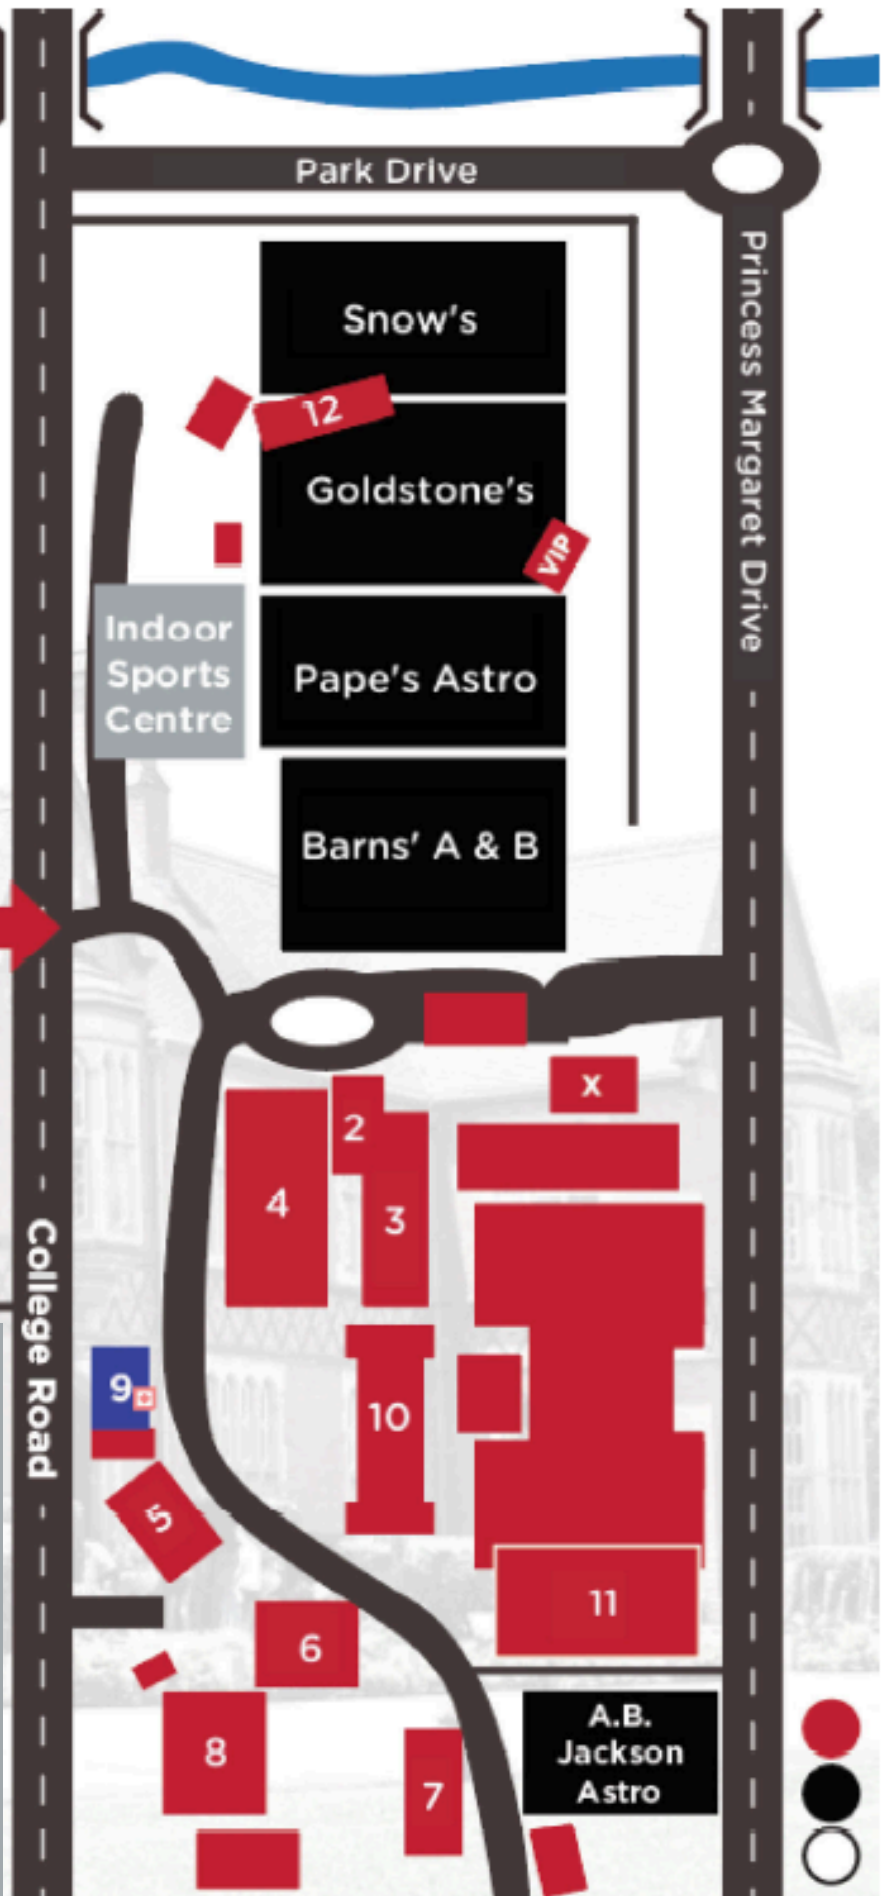 Park Drive
Princess Margaret Drive
Snow's
12
Goldstone's
VIP
Indoor
Sports
Centre
Pape's Astro
Barns' A & B
X
2
4
3
College Road
9
10
5
11
6
A.B.
Jackson
Astro
8
7